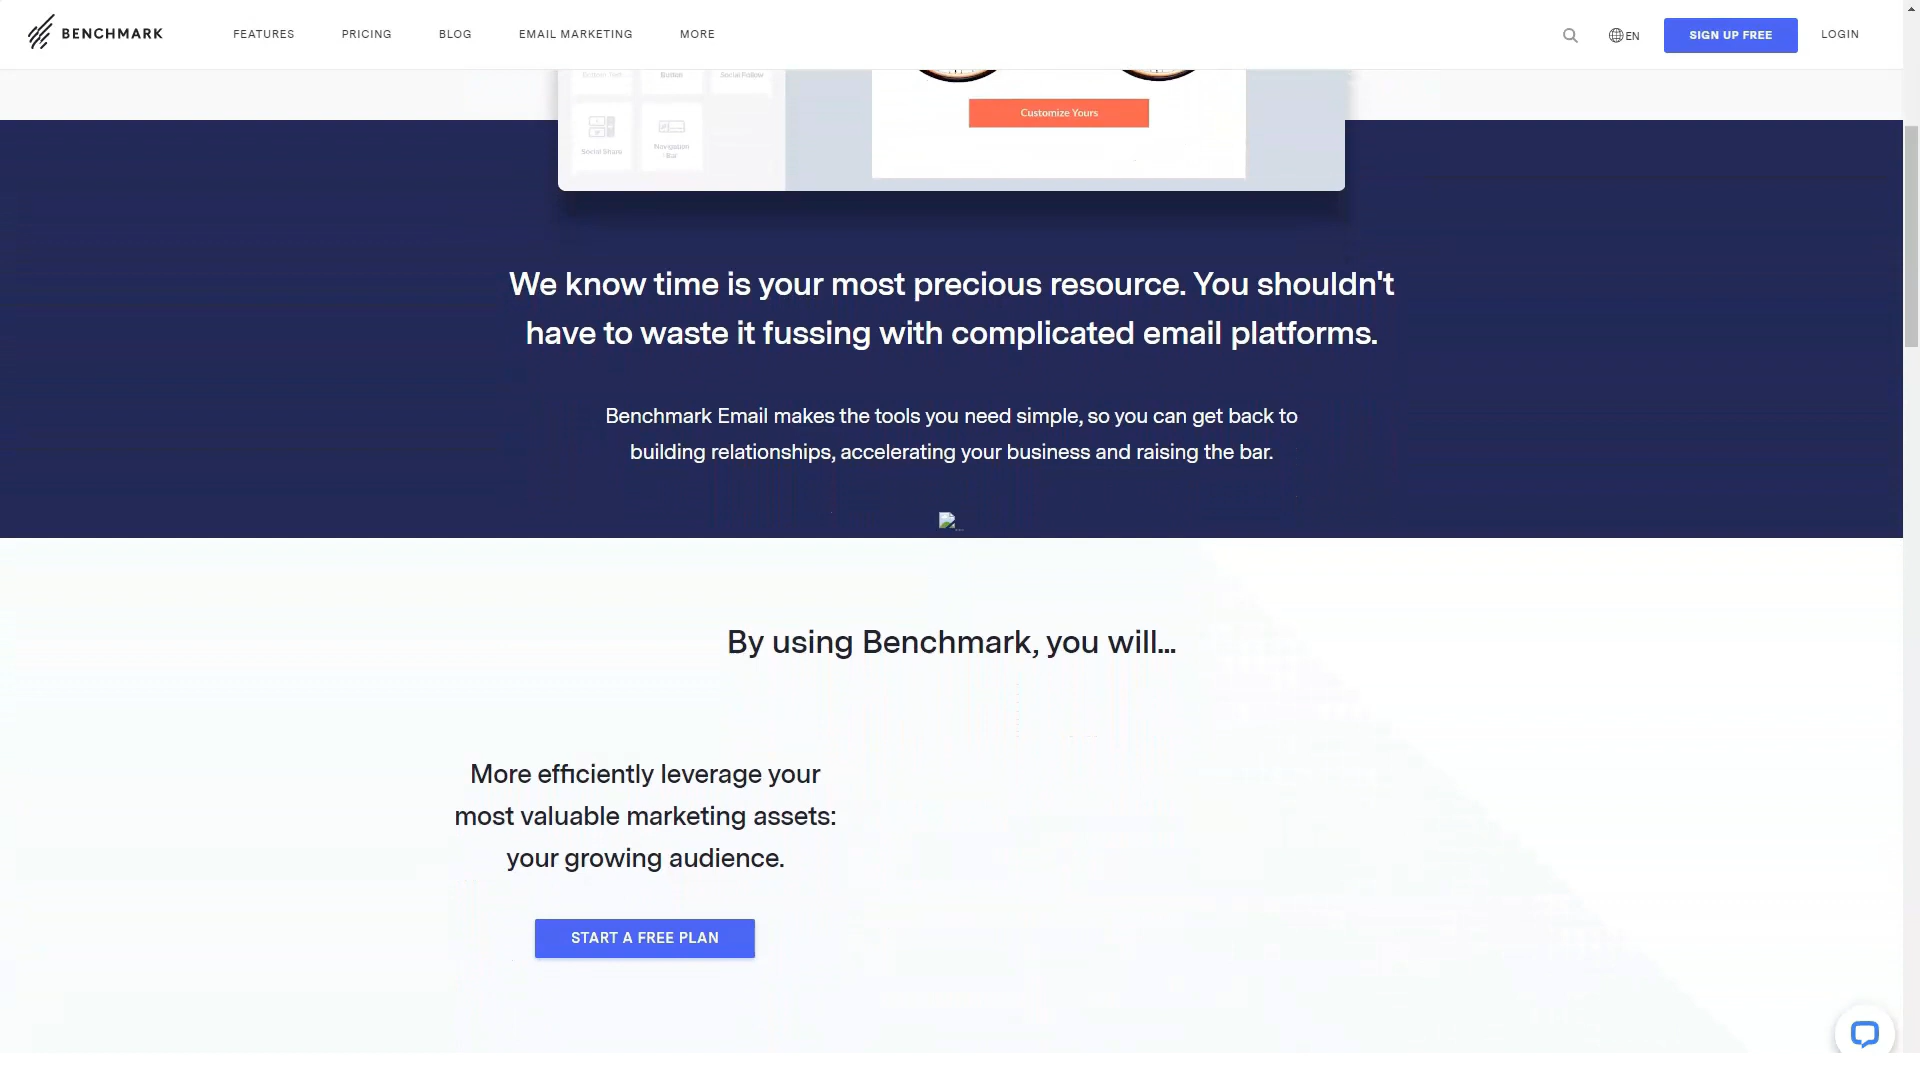 BENCHMARK
FEATURES
PRICING
BLOG
EMAIL MARKETING
MORE
EN
SIGN UP FREE
LOGIN
Button
Social Follow
Customize Yours
Social Share
Navigation
Bar
We know time is your most precious resource. You shouldn't
have to waste it fussing with complicated email platforms.
Benchmark Email makes the tools you need simple, so you can get back to
building relationships, accelerating your business and raising the bar.
By using Benchmark, you will...
More efficiently leverage your
most valuable marketing assets:
your growing audience.
START A FREE PLAN